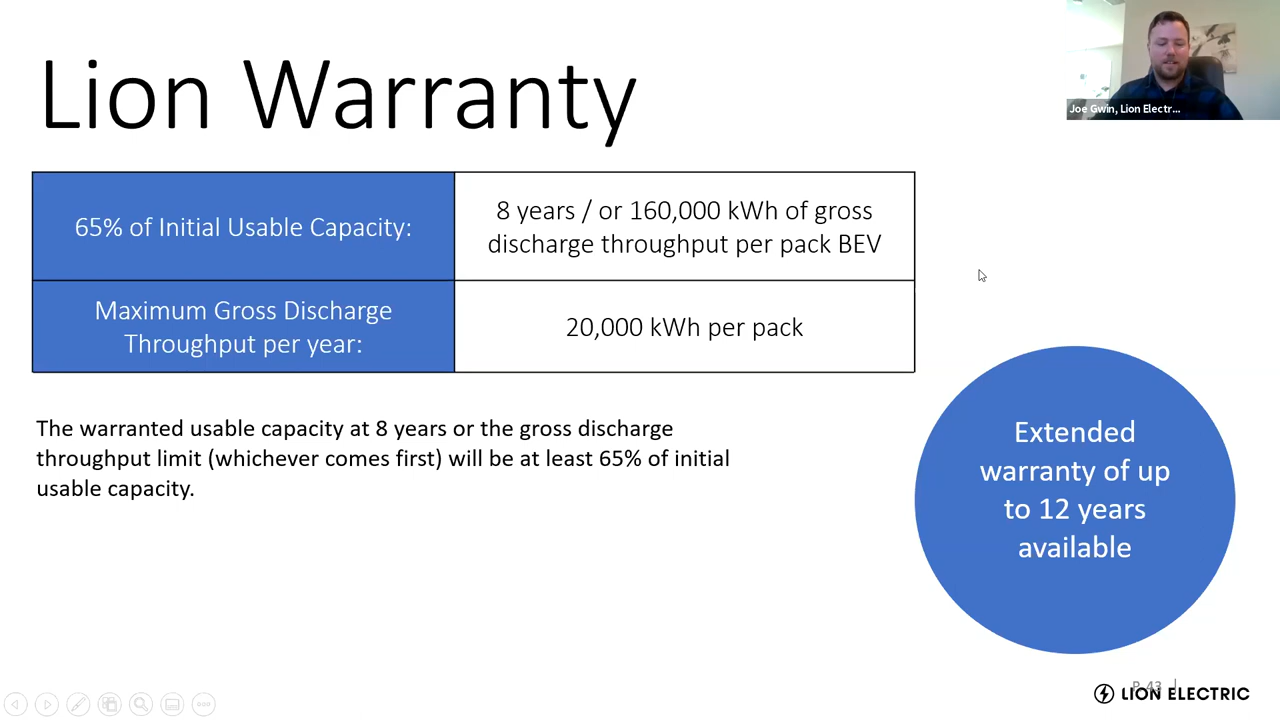 Lion Warranty
Joe Gwin, Lion Electr...
65% of Initial Usable Capacity:
8 years / or 160,000 kWh of gross
discharge throughput per pack BEV
Maximum Gross Discharge
Throughput per year:
20,000 kWh per pack
The warranted usable capacity at 8 years or the gross discharge
throughput limit (whichever comes first) will be at least 65% of initial
usable capacity.
Extended
warranty of up
to 12 years
available
P. 43 |
LION ELECTRIC